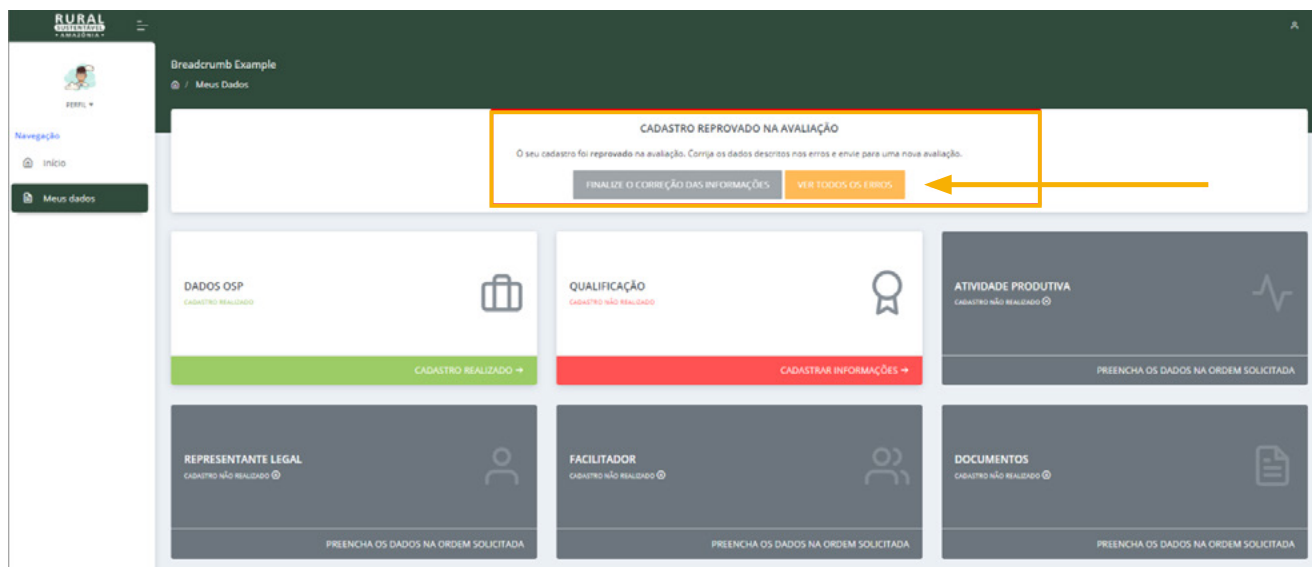 RURAL
SUSTENTÁVEL
• AMAZÔNIA •
Breadcrumb Example
/ Meus Dados
PERFIL
Navegação
Início
Meus dados
CADASTRO REPROVADO NA AVALIAÇÃO
O seu cadastro foi reprovado na avaliação. Corrija os dados descritos nos erros e envie para uma nova avaliação.
FINALIZE O CORREÇÃO DAS INFORMAÇÕES
VER TODOS OS ERROS
DADOS OSP
CADASTRO REALIZADO
CADASTRO REALIZADO →
QUALIFICAÇÃO
CADASTRO NÃO REALIZADO
CADASTRAR INFORMAÇÕES →
ATIVIDADE PRODUTIVA
CADASTRO NÃO REALIZADO
PREENCHA OS DADOS NA ORDEM SOLICITADA
REPRESENTANTE LEGAL
CADASTRO NÃO REALIZADO
PREENCHA OS DADOS NA ORDEM SOLICITADA
FACILITADOR
CADASTRO NÃO REALIZADO
PREENCHA OS DADOS NA ORDEM SOLICITADA
DOCUMENTOS
CADASTRO NÃO REALIZADO
PREENCHA OS DADOS NA ORDEM SOLICITADA